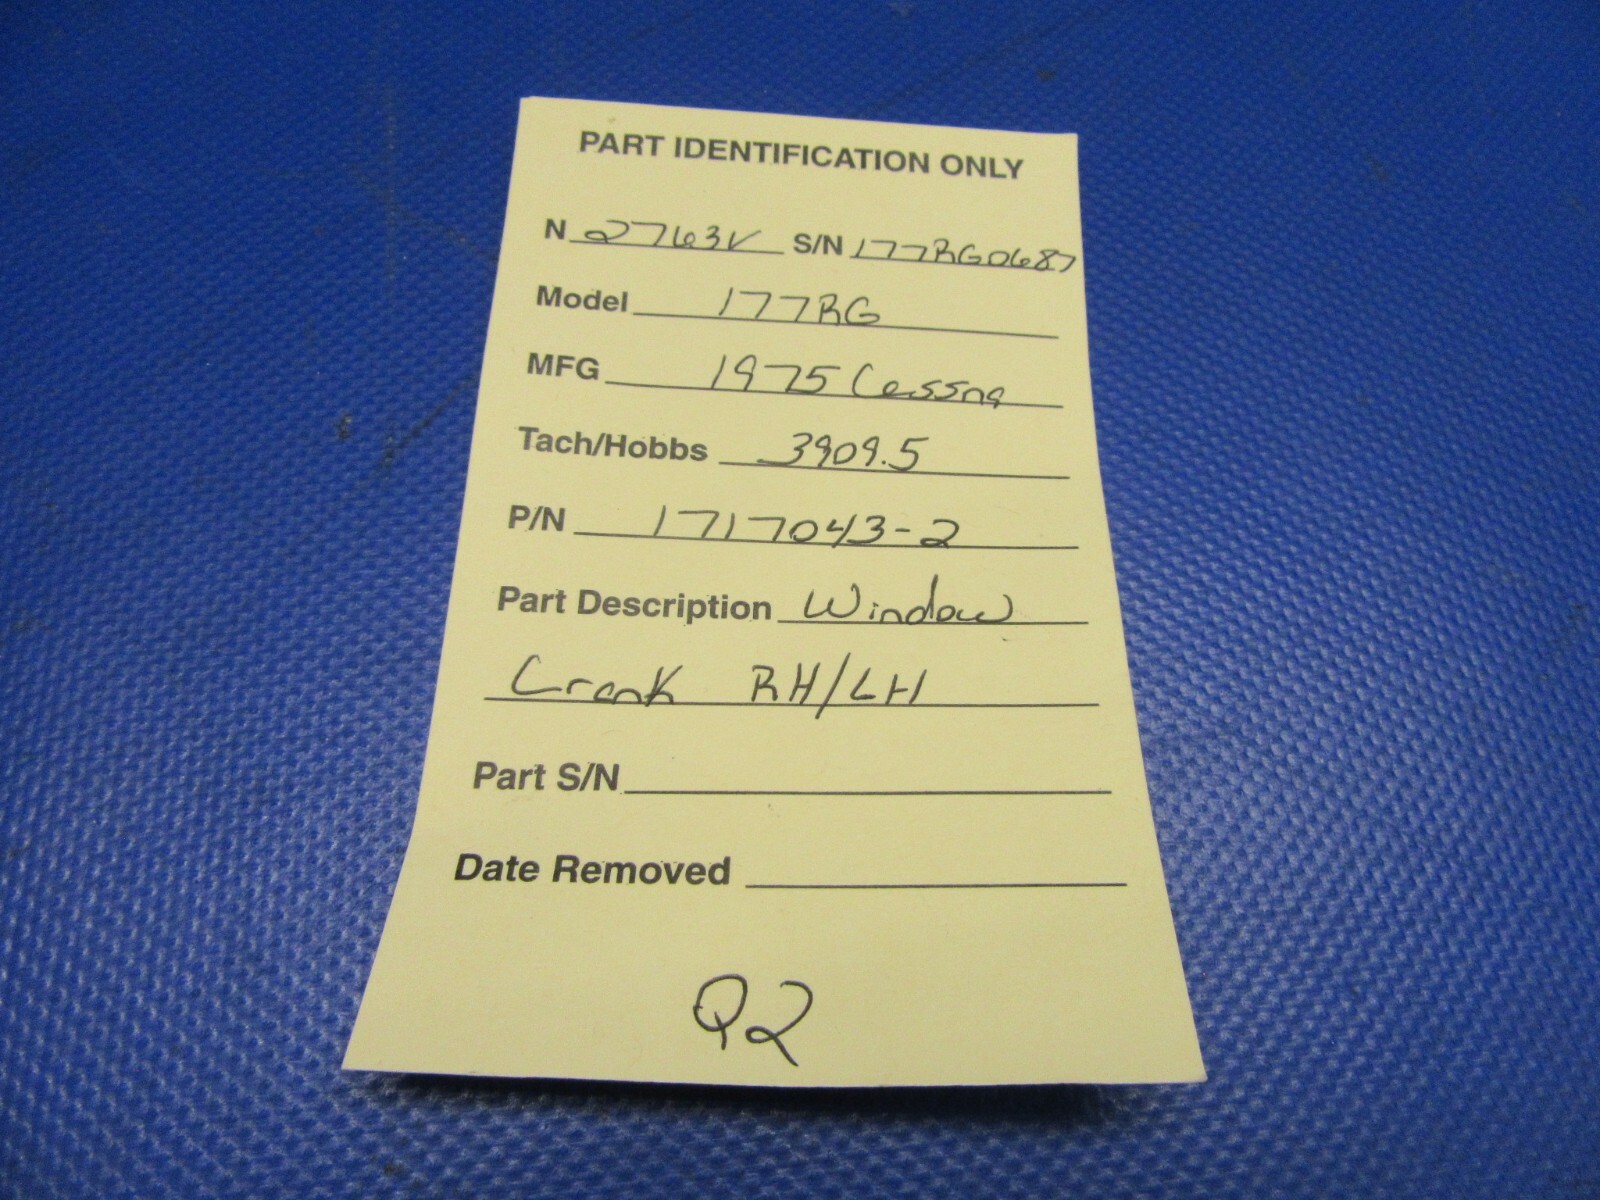 PART IDENTIFICATION ONLY
N 2763V S/N 177RG0687
Model 177RG
MFG 1975 Cessna
Tach/Hobbs 3909.5
P/N 1717043-2
Part Description Window
Crank RH/LH
Part S/N
Date Removed
Q2